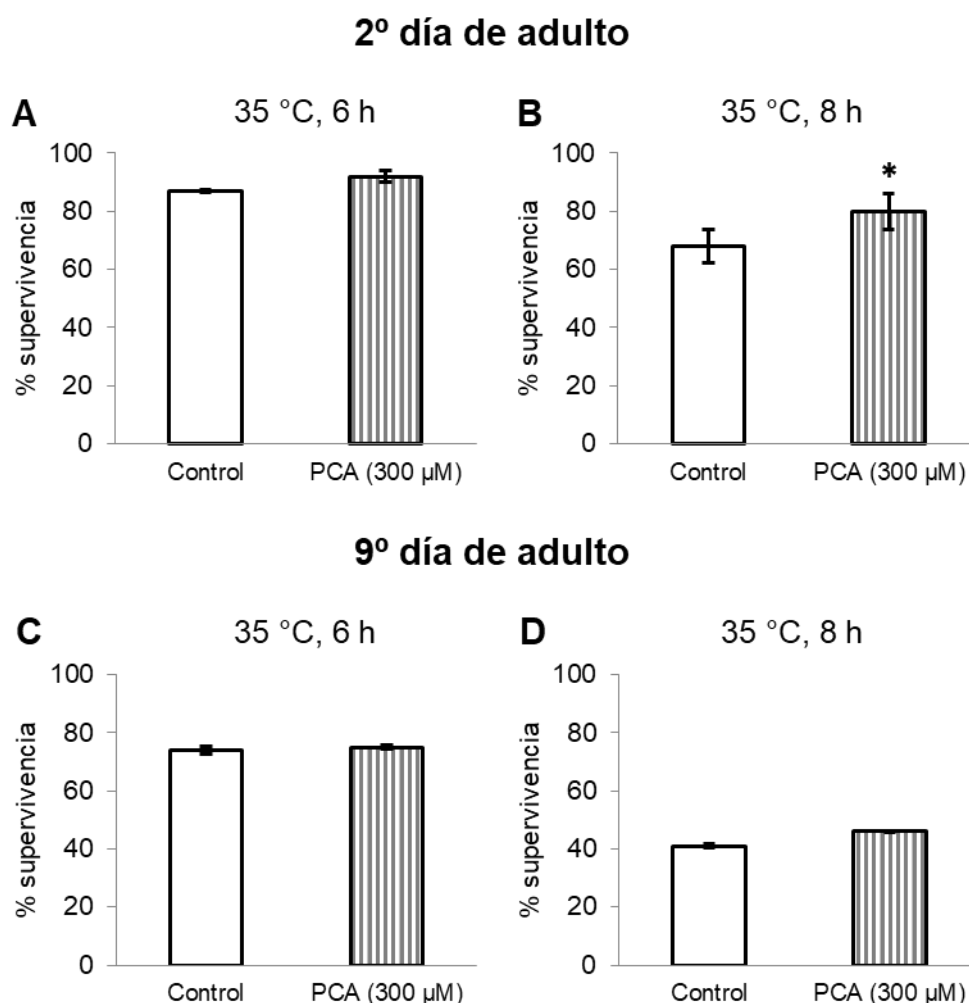 2º día de adulto
A
35 °C, 6 h
% supervivencia
100
80
60
40
20
0
Control
PCA (300 µM)
B
35 °C, 8 h
% supervivencia
100
80
60
40
20
0
*
Control
PCA (300 µM)
9º día de adulto
C
35 °C, 6 h
% supervivencia
100
80
60
40
20
0
Control
PCA (300 µM)
D
35 °C, 8 h
% supervivencia
100
80
60
40
20
0
Control
PCA (300 µM)